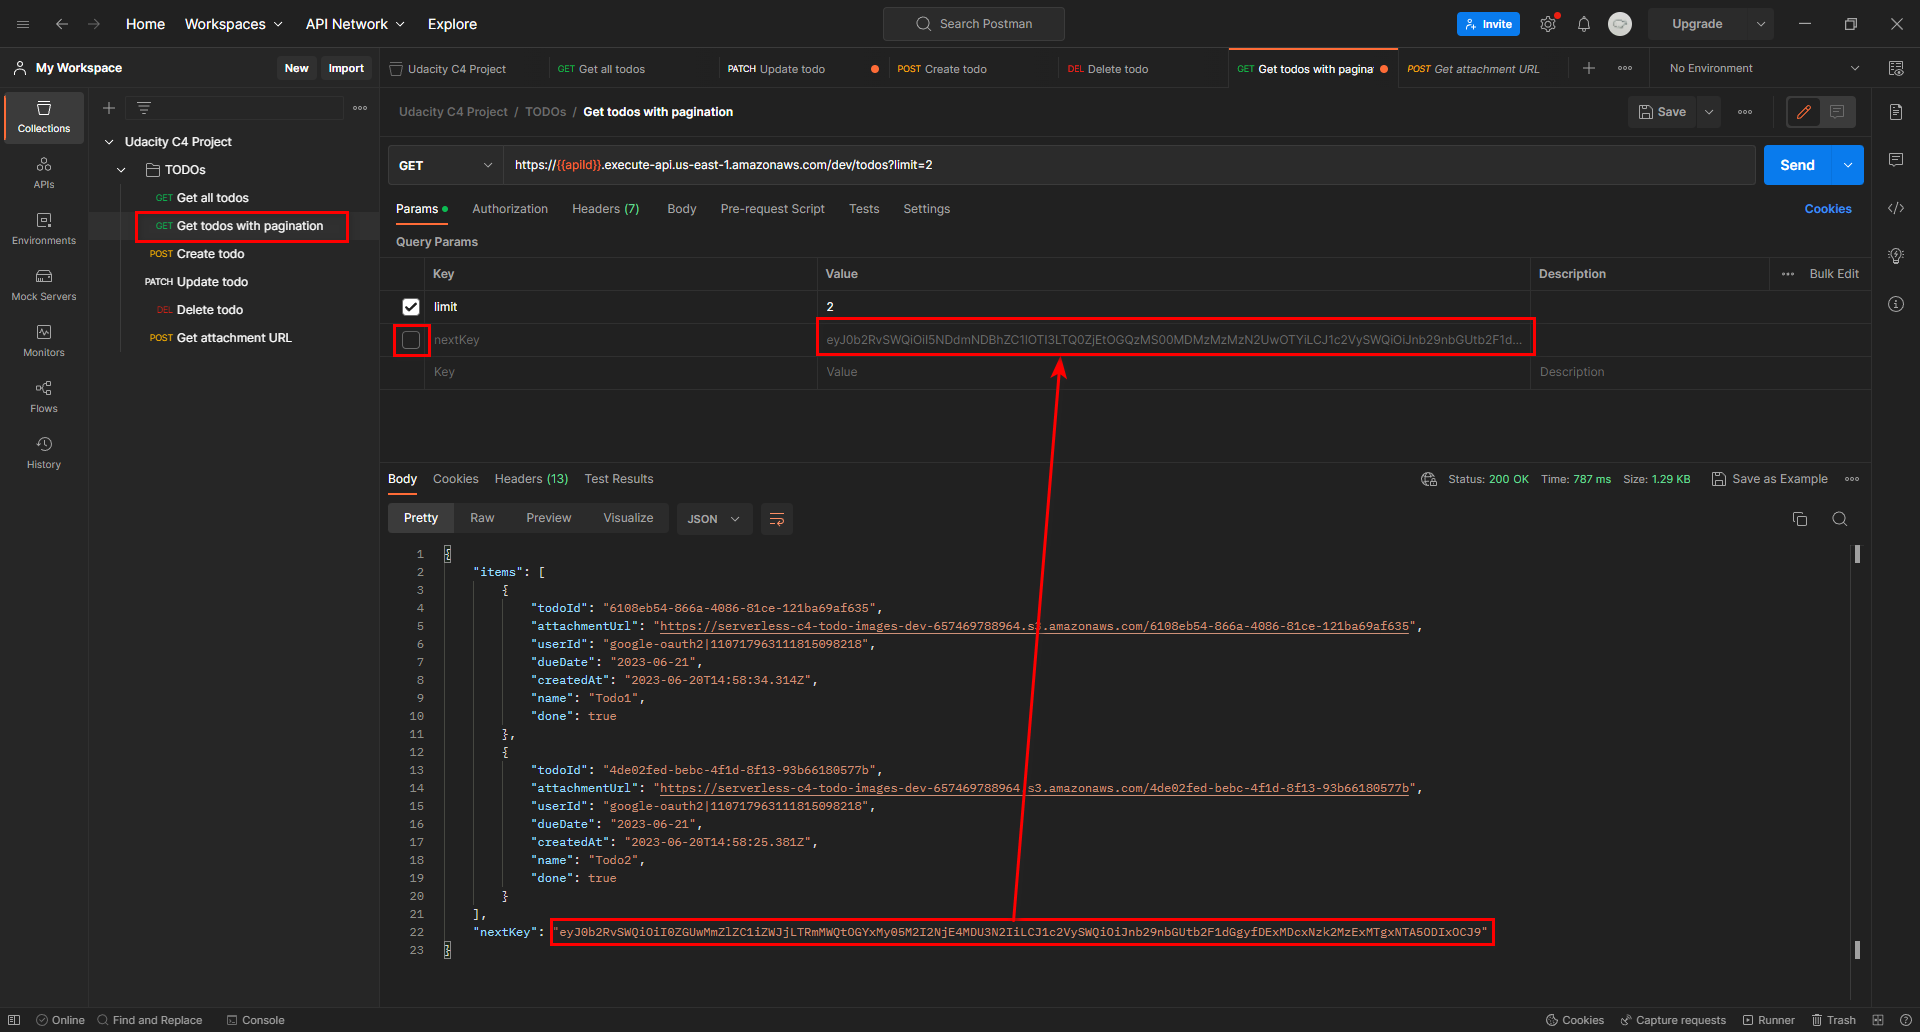 Home Workspaces API Network Explore Search Postman Invite Upgrade
My Workspace New Import Udacity C4 Project GET Get all todos PATCH Update todo POST Create todo DEL Delete todo GET Get todos with pagina POST Get attachment URL No Environment
Udacity C4 Project / TODOs / Get todos with pagination Save
Collections
APIs
Environments
Mock Servers
Monitors
Flows
History
Udacity C4 Project
TODOs
GET Get all todos
GET Get todos with pagination
POST Create todo
PATCH Update todo
DEL Delete todo
POST Get attachment URL
GET https://{{apiId}}.execute-api.us-east-1.amazonaws.com/dev/todos?limit=2 Send
Params Authorization Headers (7) Body Pre-request Script Tests Settings Cookies
Query Params
Key Value Description Bulk Edit
limit 2
nextKey
Key Value Description
Body Cookies Headers (13) Test Results Status: 200 OK Time: 787 ms Size: 1.29 KB Save as Example
Pretty Raw Preview Visualize JSON
1 {
2 "items": [
3 {
4 "todoId": "6108eb54-866a-4086-81ce-121ba69af635",
5 "attachmentUrl": "https://serverless-c4-todo-images-dev-657469788964.s3.amazonaws.com/6108eb54-866a-4086-81ce-121ba69af635",
6 "userId": "google-oauth2|110717963111815098218",
7 "dueDate": "2023-06-21",
8 "createdAt": "2023-06-20T14:58:34.314Z",
9 "name": "Todo1",
10 "done": true
11 },
12 {
13 "todoId": "4de02fed-bebc-4f1d-8f13-93b66180577b",
14 "attachmentUrl": "https://serverless-c4-todo-images-dev-657469788964.s3.amazonaws.com/4de02fed-bebc-4f1d-8f13-93b66180577b",
15 "userId": "google-oauth2|110717963111815098218",
16 "dueDate": "2023-06-21",
17 "createdAt": "2023-06-20T14:58:25.381Z",
18 "name": "Todo2",
19 "done": true
20 }
21 ],
22 "nextKey": "eyJ0b2RvSWQiOiI0ZGUwMmZlZC1iZWJjLTRmMWQtOGYxMy05M2I2NjE4MDU3N2IiLCJ1c2VySWQiOiJnb29nbGUtb2F1dGgyfDExMDcxNzk2MzExMTgxNTA5ODIxOCJ9"
23 }
Online Find and Replace Console Cookies Capture requests Runner Trash